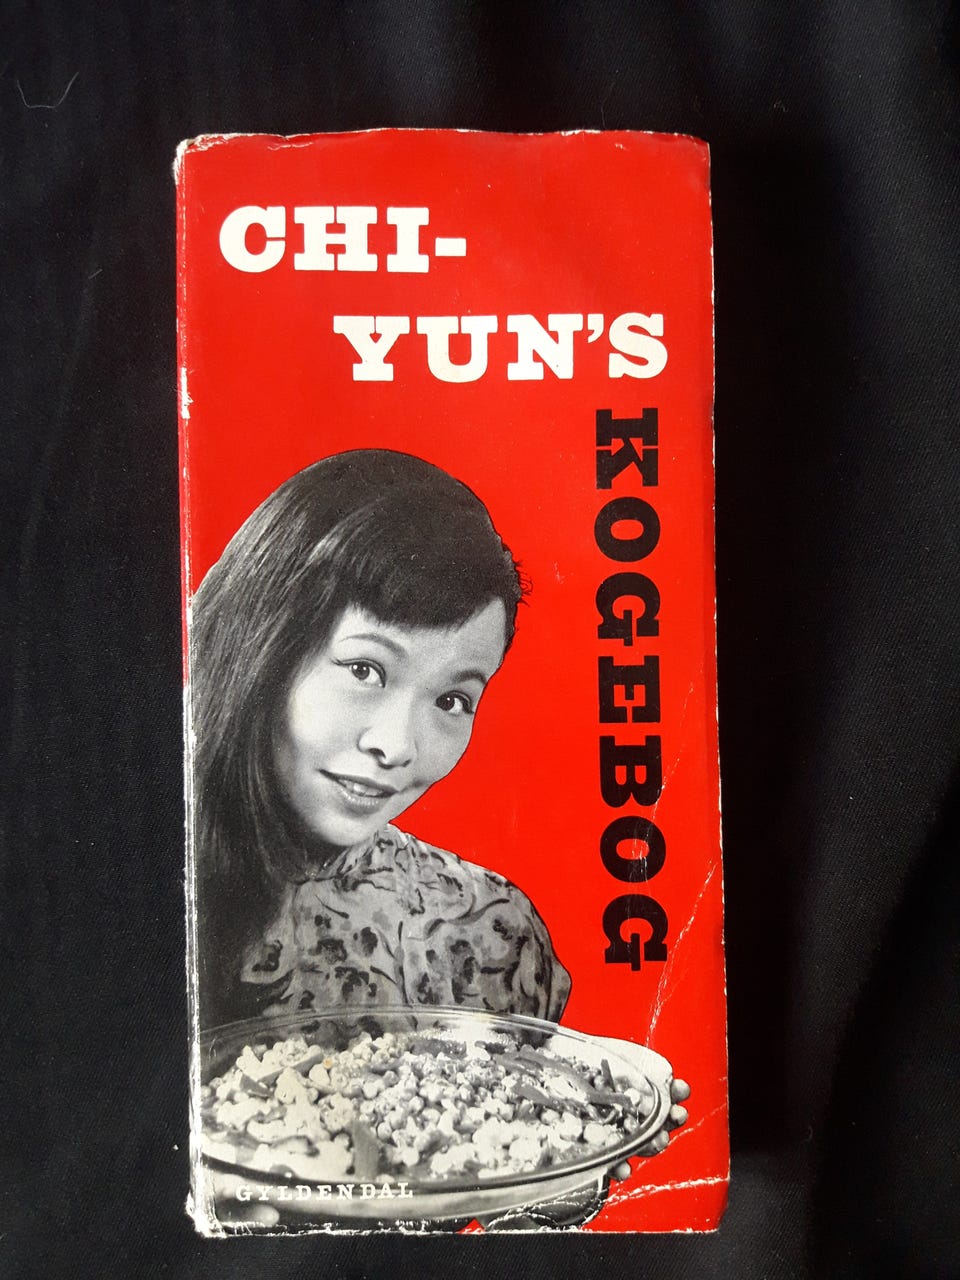 CHI-
YUN'S
KOGEBOG
GYLDENDAL